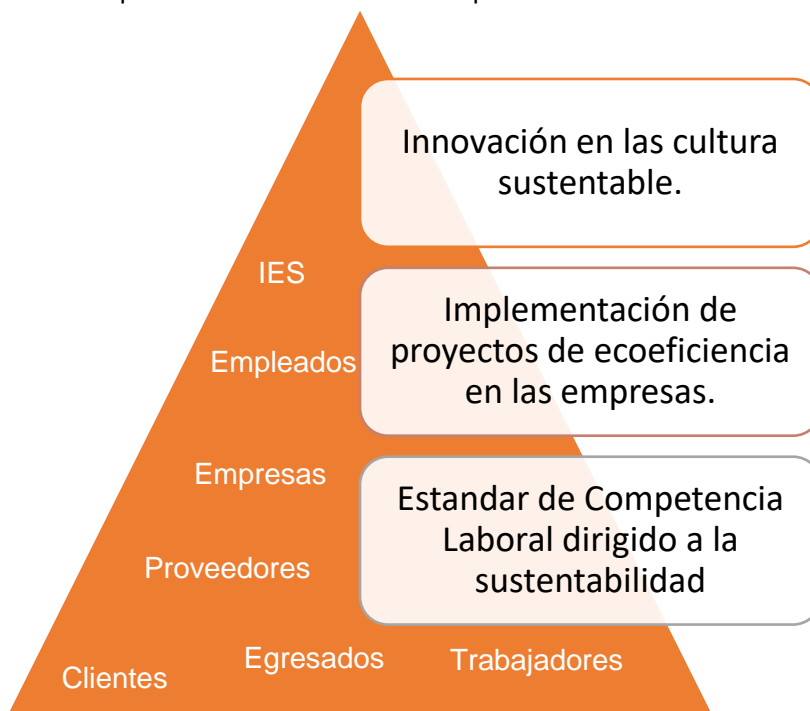 Innovación en las cultura
sustentable.
IES
Implementación de
proyectos de ecoeficiencia
en las empresas.
Empleados
Empresas
Estandar de Competencia
Laboral dirigido a la
sustentabilidad
Proveedores
Egresados
Trabajadores
Clientes